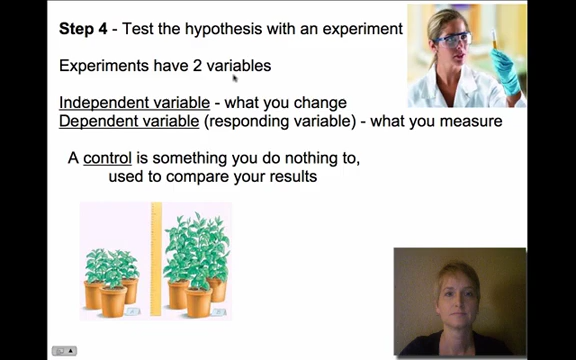 Step 4 - Test the hypothesis with an experiment
Experiments have 2 variables
Independent variable - what you change
Dependent variable (responding variable) - what you measure
A control is something you do nothing to,
used to compare your results